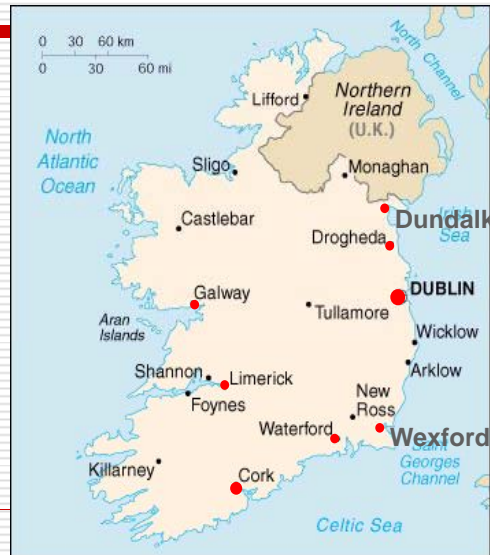 0 30 60 km
0 30 60 mi
North Channel
Lifford
Northern
Ireland
(U.K.)
North
Atlantic
Ocean
Sligo
Monaghan
Castlebar
Dundalk
Irish
Sea
Drogheda
Galway
DUBLIN
Tullamore
Aran
Islands
Wicklow
Shannon
Limerick
Arklow
Foynes
New
Ross
Waterford
Wexford
Saint
Georges
Channel
Killarney
Cork
Celtic Sea